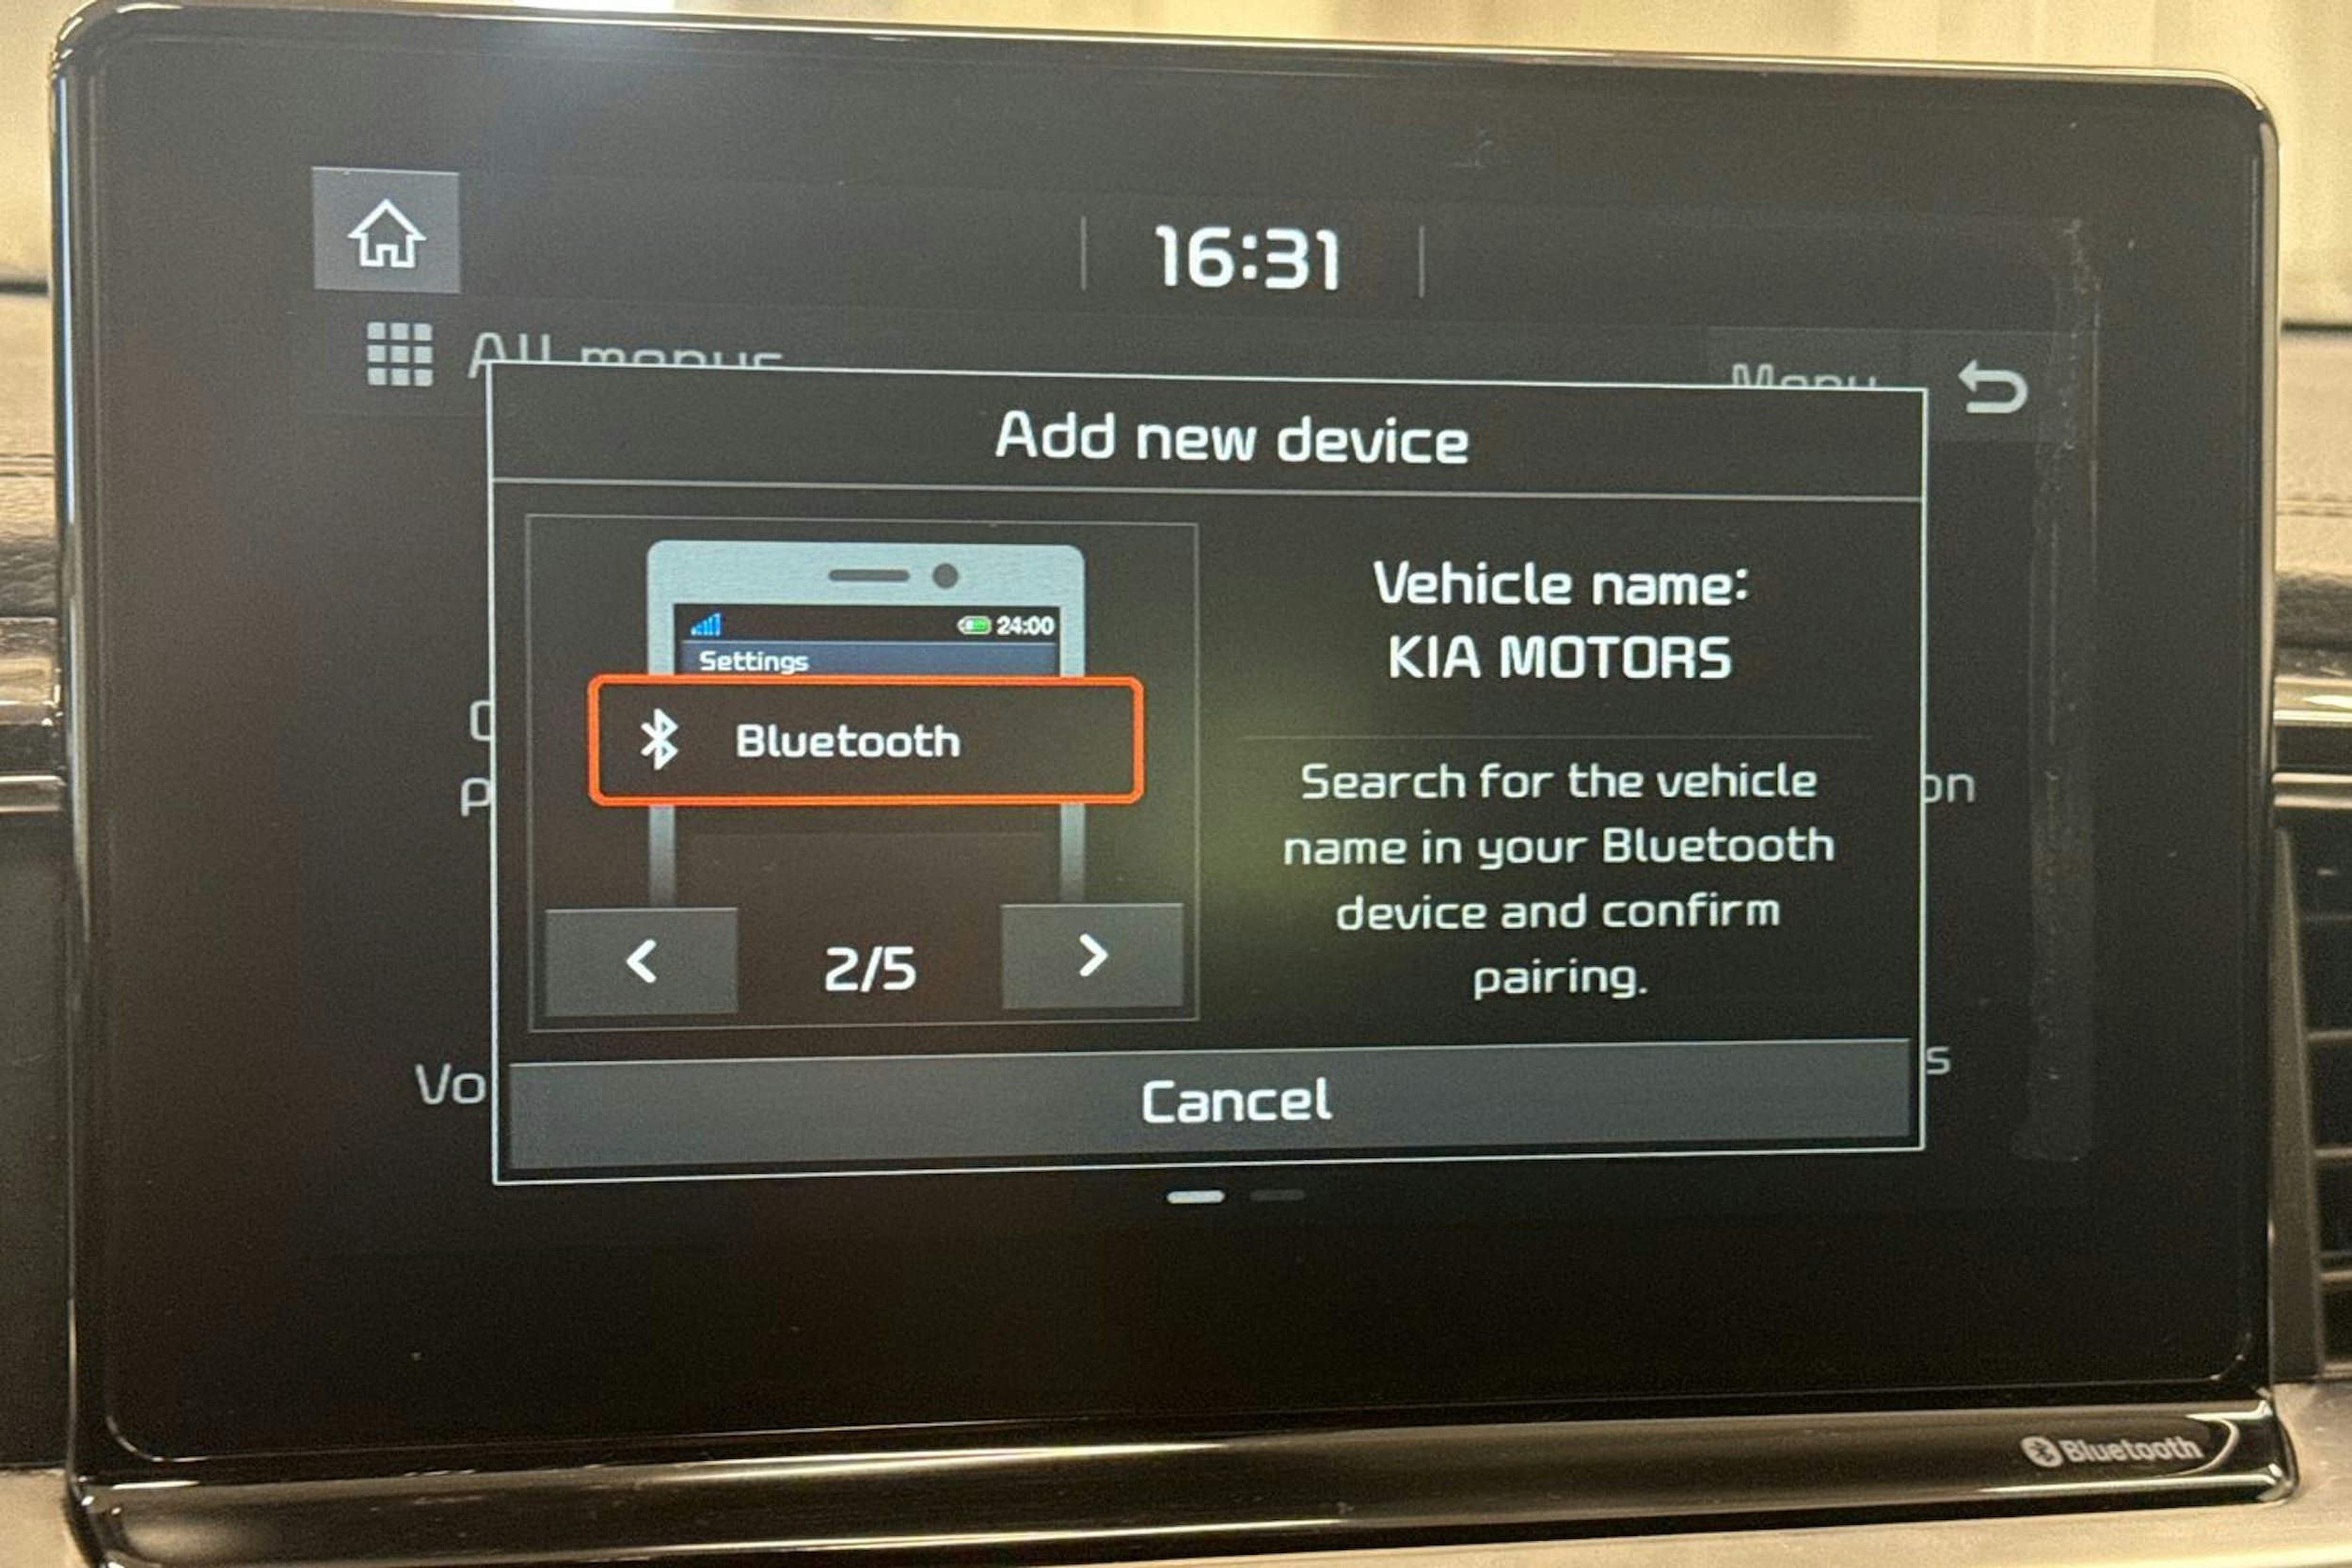 16:31
All menus
Menu
Add new device
24:00
Settings
Bluetooth
2/5
Vehicle name:
KIA MOTORS
Search for the vehicle
name in your Bluetooth
device and confirm
pairing.
Cancel
Bluetooth